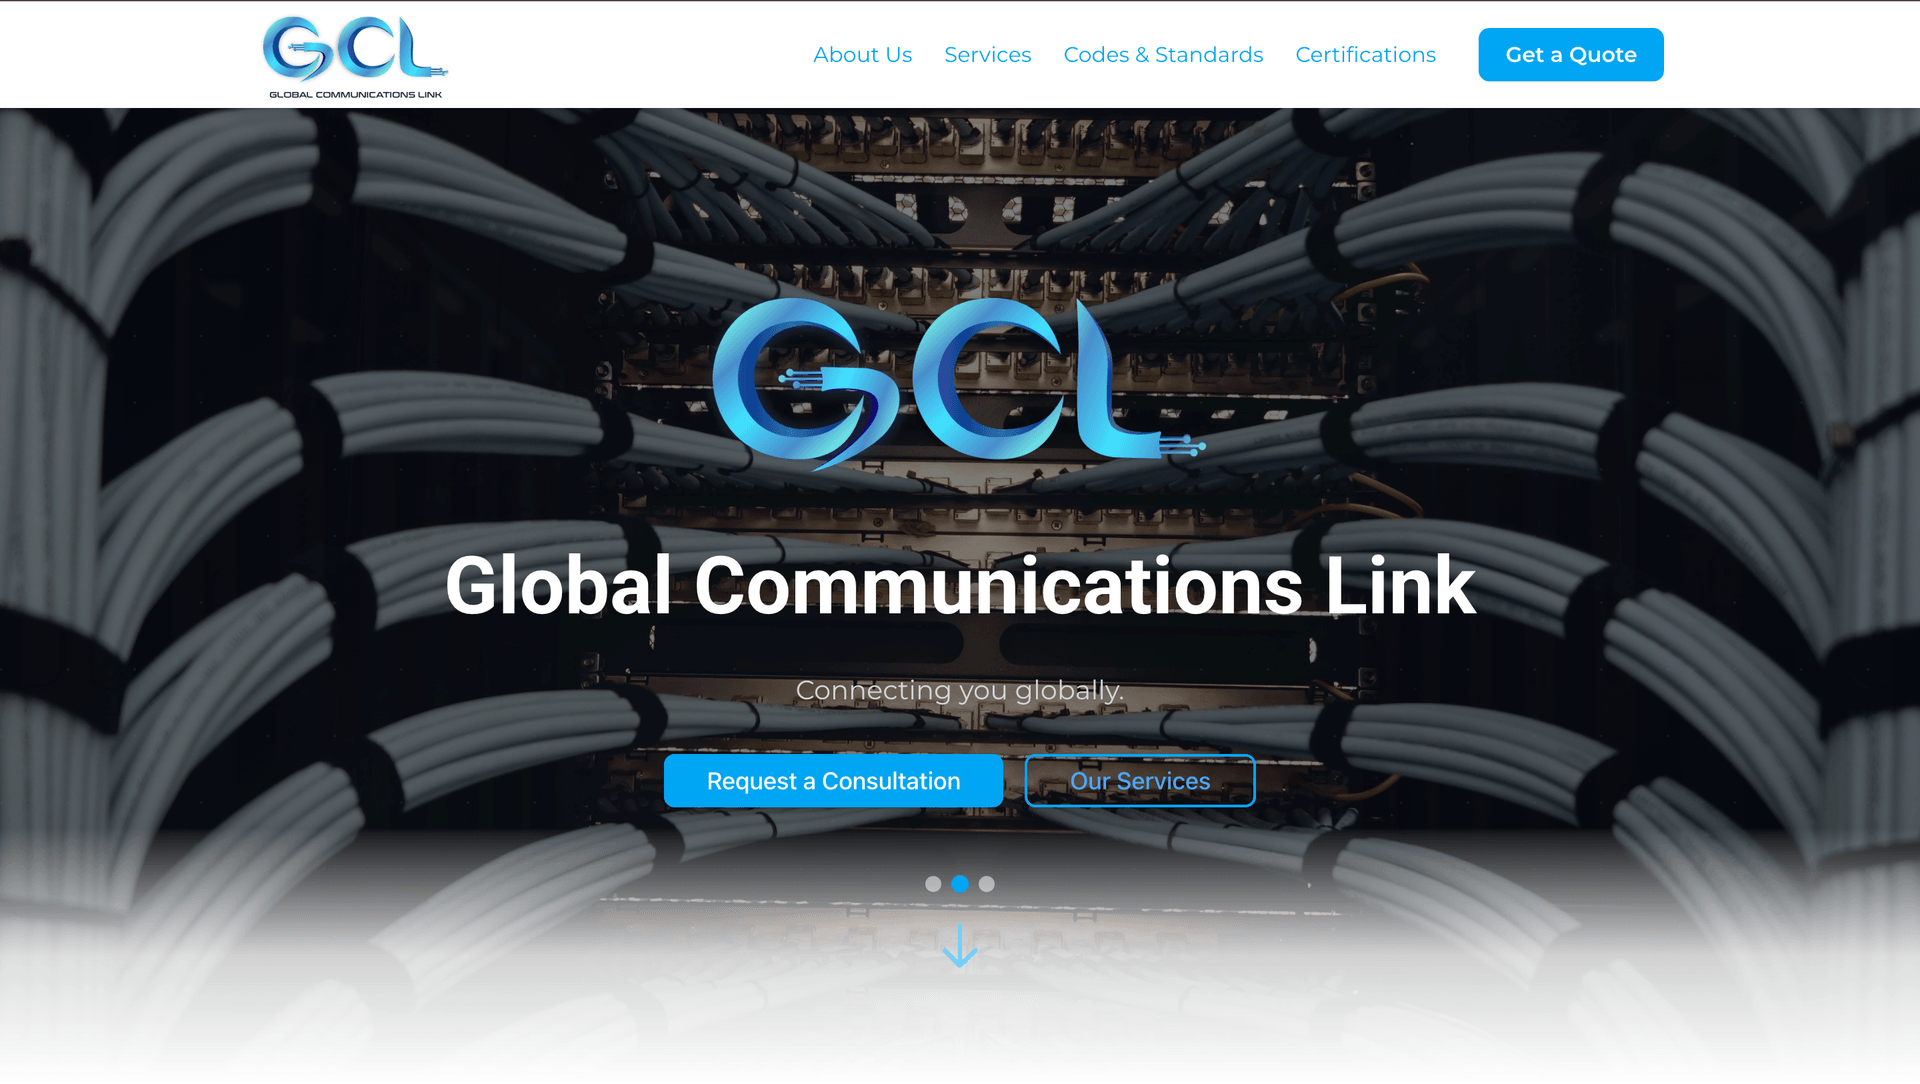 GCL
GLOBAL COMMUNICATIONS LINK
About Us
Services
Codes & Standards
Certifications
Get a Quote
GCL
Global Communications Link
Connecting you globally.
Request a Consultation
Our Services